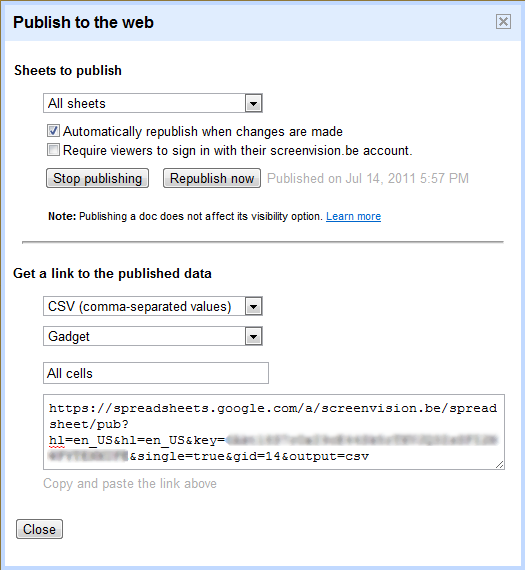 Publish to the web
Sheets to publish
All sheets
Automatically republish when changes are made
Require viewers to sign in with their screenvision.be account.
Stop publishing Republish now Published on Jul 14, 2011 5:57 PM
Note: Publishing a doc does not affect its visibility option. Learn more
Get a link to the published data
CSV (comma-separated values)
Gadget
All cells
https://spreadsheets.google.com/a/screenvision.be/spread
sheet/pub?
hl=en_US&hl=en_US&key=
&single=true&gid=14&output=csv
Copy and paste the link above
Close